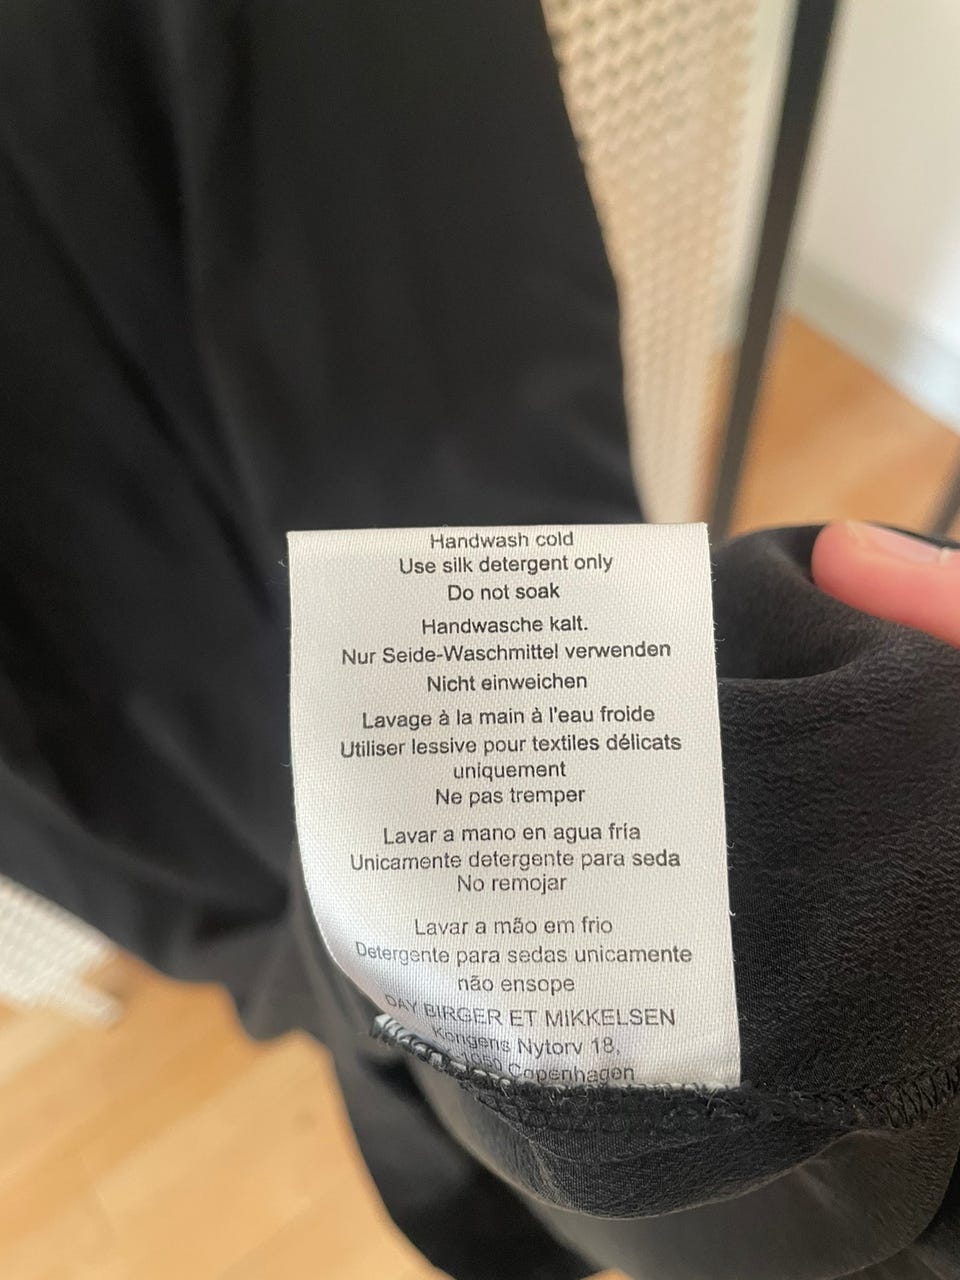 Handwash cold
Use silk detergent only
Do not soak
Handwasche kalt.
Nur Seide-Waschmittel verwenden
Nicht einweichen
Lavage à la main à l'eau froide
Utiliser lessive pour textiles délicats
uniquement
Ne pas tremper
Lavar a mano en agua fría
Unicamente detergente para seda
No remojar
Lavar a mão em frio
Detergente para sedas unicamente
não ensope
DAY BIRGER ET MIKKELSEN
Kongens Nytorv 18,
1050 Copenhagen